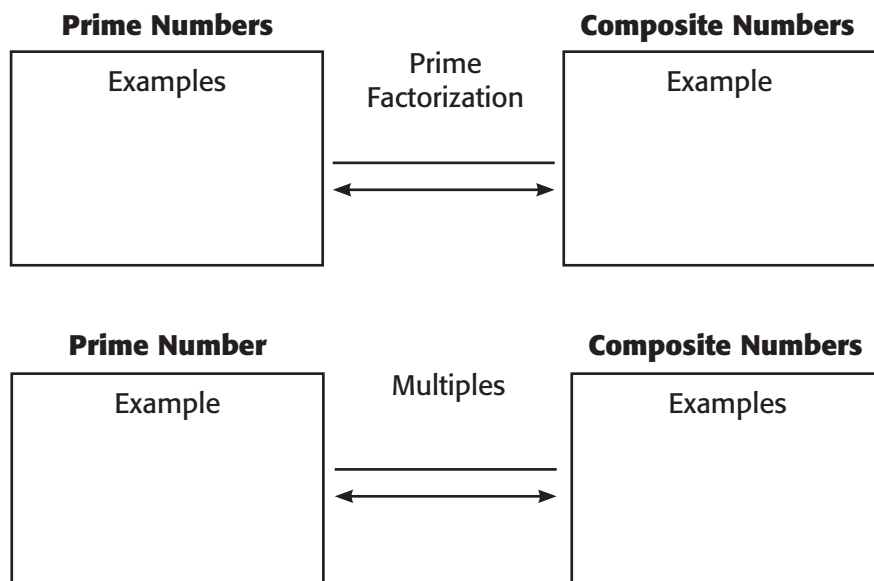 Prime Numbers
Examples
Prime
Factorization
Composite Numbers
Example
Prime Number
Example
Multiples
Composite Numbers
Examples